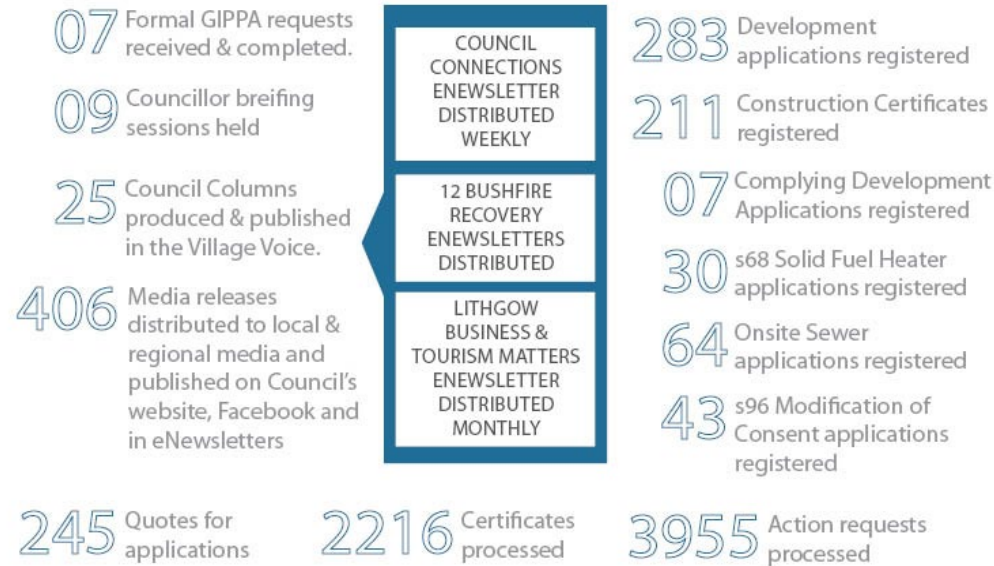 07 Formal GIPPA requests
received & completed.
09 Councillor breifing
sessions held
25 Council Columns
produced & published
in the Village Voice.
406 Media releases
distributed to local &
regional media and
published on Council's
website, Facebook and
in eNewsletters
COUNCIL
CONNECTIONS
ENEWSLETTER
DISTRIBUTED
WEEKLY
12 BUSHFIRE
RECOVERY
ENEWSLETTERS
DISTRIBUTED
LITHGOW
BUSINESS &
TOURISM MATTERS
ENEWSLETTER
DISTRIBUTED
MONTHLY
283 Development
applications registered
211 Construction Certificates
registered
07 Complying Development
Applications registered
30 s68 Solid Fuel Heater
applications registered
64 Onsite Sewer
applications registered
43 s96 Modification of
Consent applications
registered
245 Quotes for
applications
2216 Certificates
processed
3955 Action requests
processed